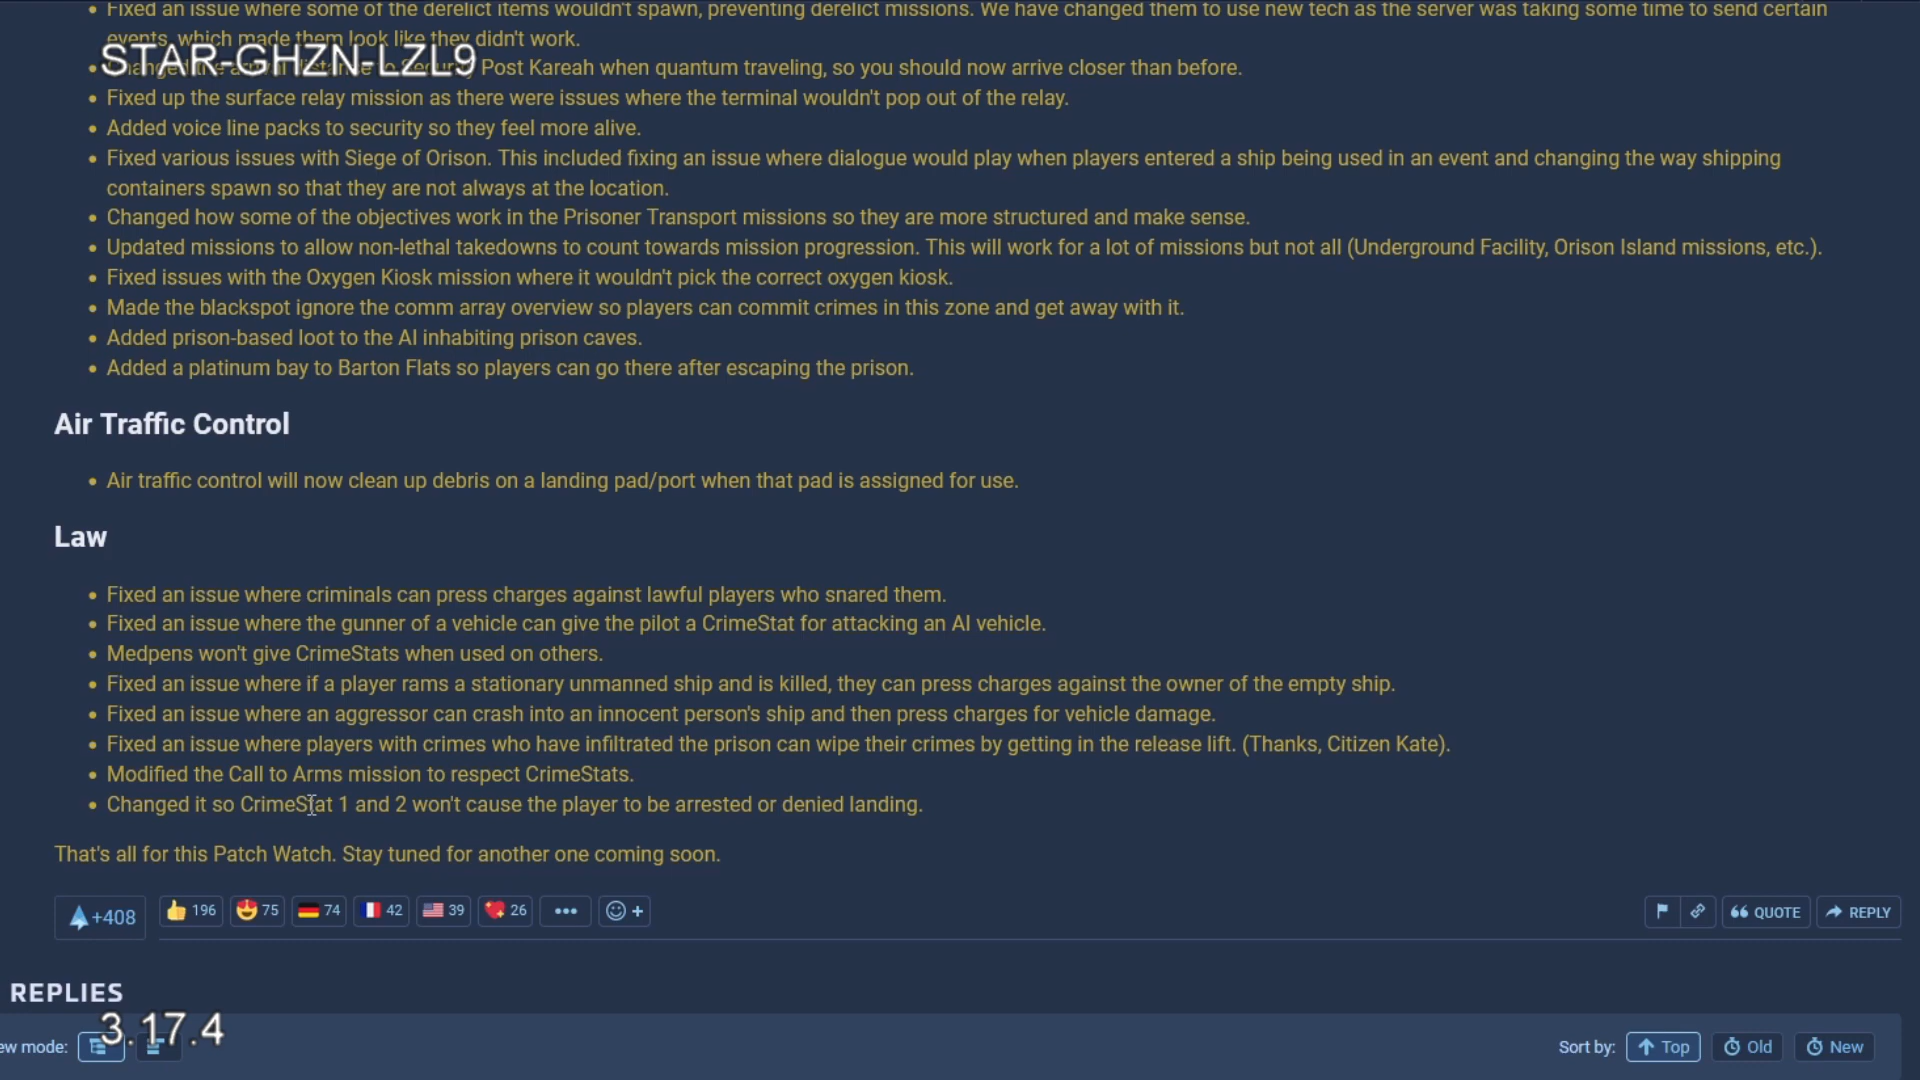 Fixed an issue where some of the derelict items wouldn't spawn, preventing derelict missions. We have changed them to use new tech as the server was taking some time to send certain
events, which made them look like they didn't work.
STAR-GHZN-LZL9
Changed the arrival distance to Security Post Kareah when quantum traveling, so you should now arrive closer than before.
Fixed up the surface relay mission as there were issues where the terminal wouldn't pop out of the relay.
Added voice line packs to security so they feel more alive.
Fixed various issues with Siege of Orison. This included fixing an issue where dialogue would play when players entered a ship being used in an event and changing the way shipping
containers spawn so that they are not always at the location.
Changed how some of the objectives work in the Prisoner Transport missions so they are more structured and make sense.
Updated missions to allow non-lethal takedowns to count towards mission progression. This will work for a lot of missions but not all (Underground Facility, Orison Island missions, etc.).
Fixed issues with the Oxygen Kiosk mission where it wouldn't pick the correct oxygen kiosk.
Made the blackspot ignore the comm array overview so players can commit crimes in this zone and get away with it.
Added prison-based loot to the AI inhabiting prison caves.
Added a platinum bay to Barton Flats so players can go there after escaping the prison.
Air Traffic Control
Air traffic control will now clean up debris on a landing pad/port when that pad is assigned for use.
Law
Fixed an issue where criminals can press charges against lawful players who snared them.
Fixed an issue where the gunner of a vehicle can give the pilot a CrimeStat for attacking an AI vehicle.
Medpens won't give CrimeStats when used on others.
Fixed an issue where if a player rams a stationary unmanned ship and is killed, they can press charges against the owner of the empty ship.
Fixed an issue where an aggressor can crash into an innocent person's ship and then press charges for vehicle damage.
Fixed an issue where players with crimes who have infiltrated the prison can wipe their crimes by getting in the release lift. (Thanks, Citizen Kate).
Modified the Call to Arms mission to respect CrimeStats.
Changed it so CrimeStat 1 and 2 won't cause the player to be arrested or denied landing.
That's all for this Patch Watch. Stay tuned for another one coming soon.
+408 196 75 74 42 39 26 ••• + QUOTE REPLY
REPLIES
3.17.4
ew mode: Sort by: Top Old New